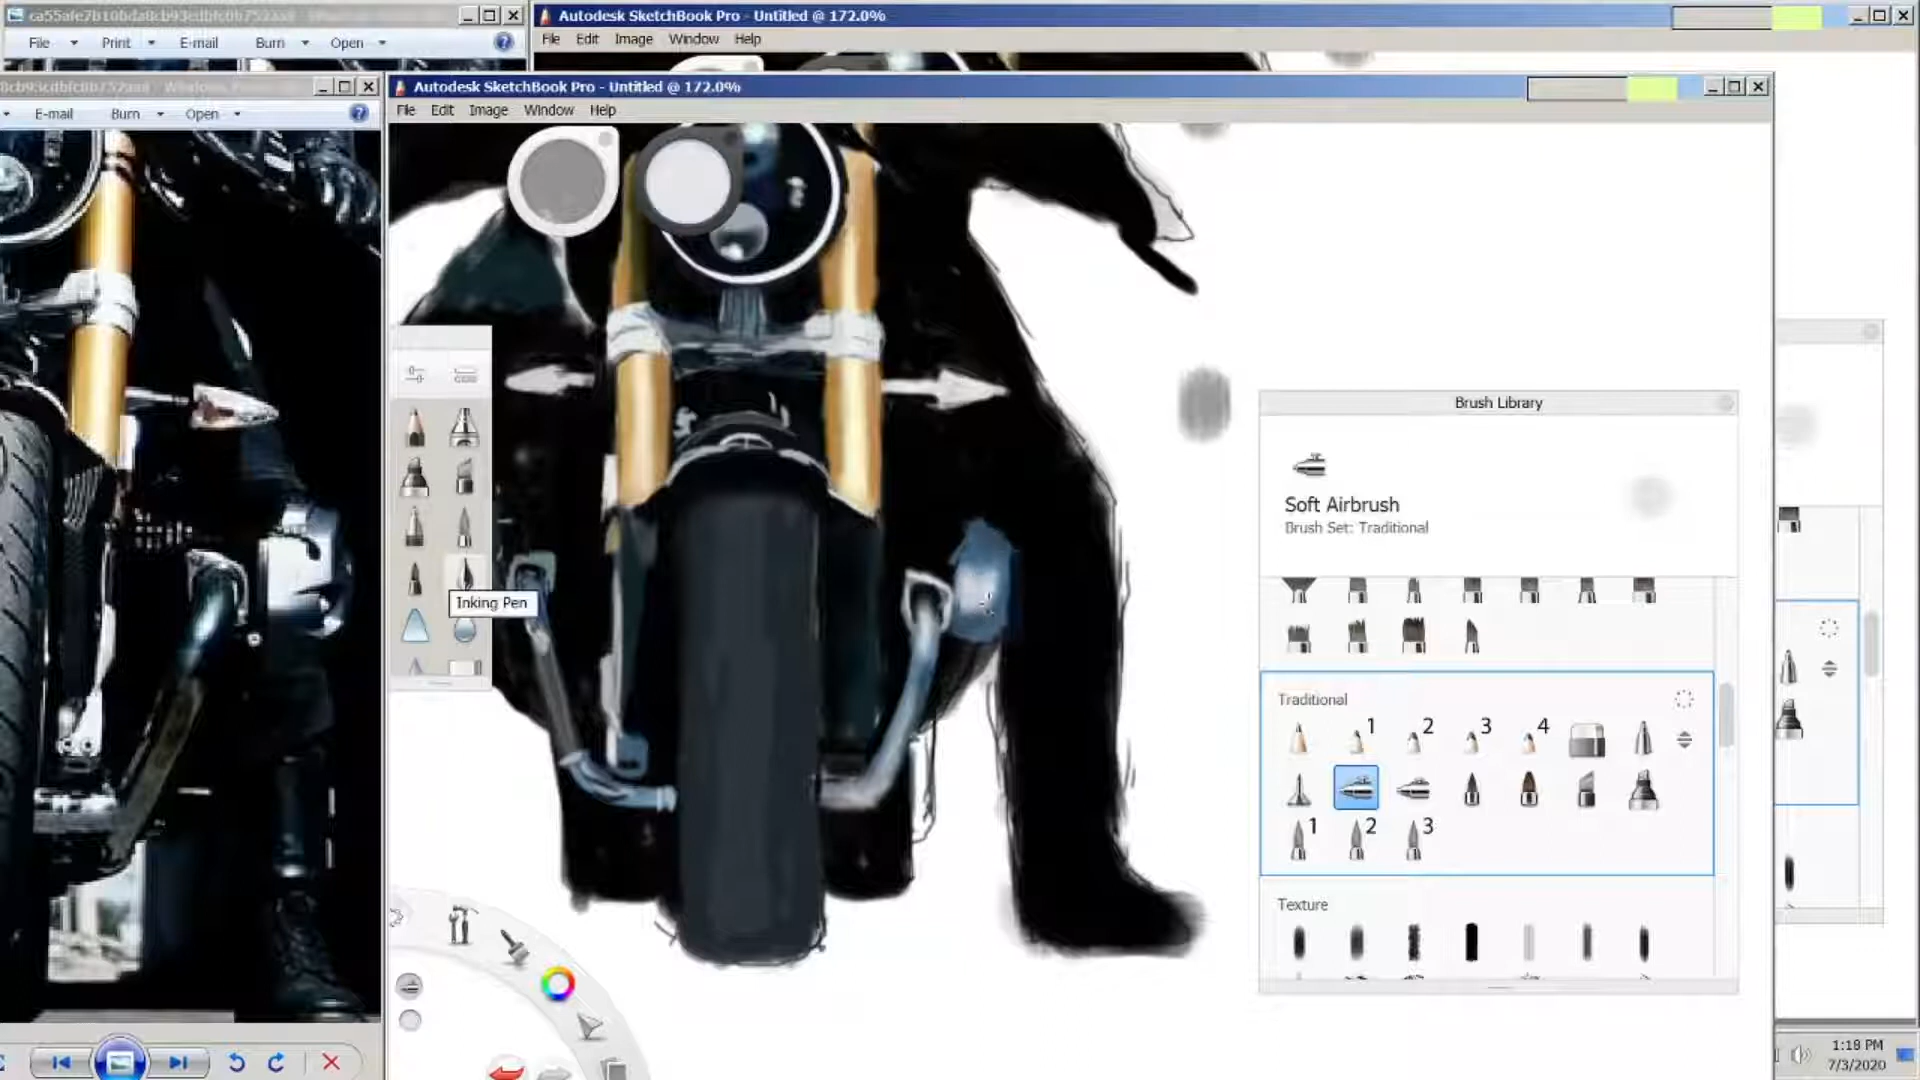 Autodesk SketchBook Pro - Untitled @ 172.0%
File Print E-mail Burn Open
File Edit Image Window Help
Autodesk SketchBook Pro - Untitled @ 172.0%
E-mail Burn Open
File Edit Image Window Help
Brush Library
Soft Airbrush
Brush Set: Traditional
Inking Pen
Traditional
1 2 3 4
1 2 3
Texture
1:18 PM
7/3/2020